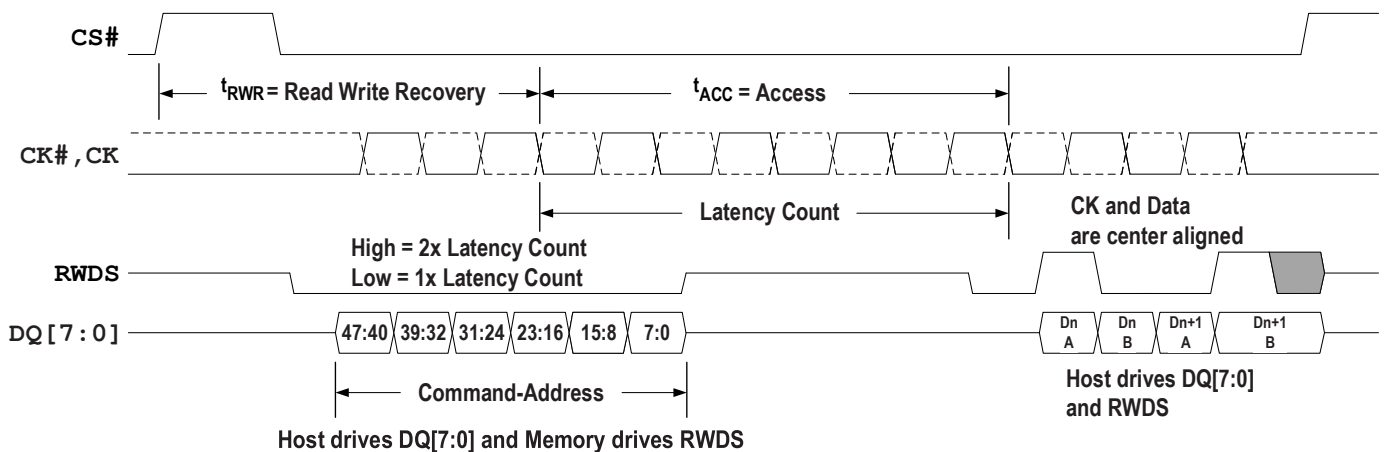 CS#
tRWR = Read Write Recovery
tACC = Access
CK#,CK
Latency Count
CK and Data
are center aligned
High = 2x Latency Count
Low = 1x Latency Count
RWDS
DQ[7:0]
47:40 39:32 31:24 23:16 15:8 7:0
Dn Dn Dn+1 Dn+1
A B A B
Command-Address
Host drives DQ[7:0]
and RWDS
Host drives DQ[7:0] and Memory drives RWDS